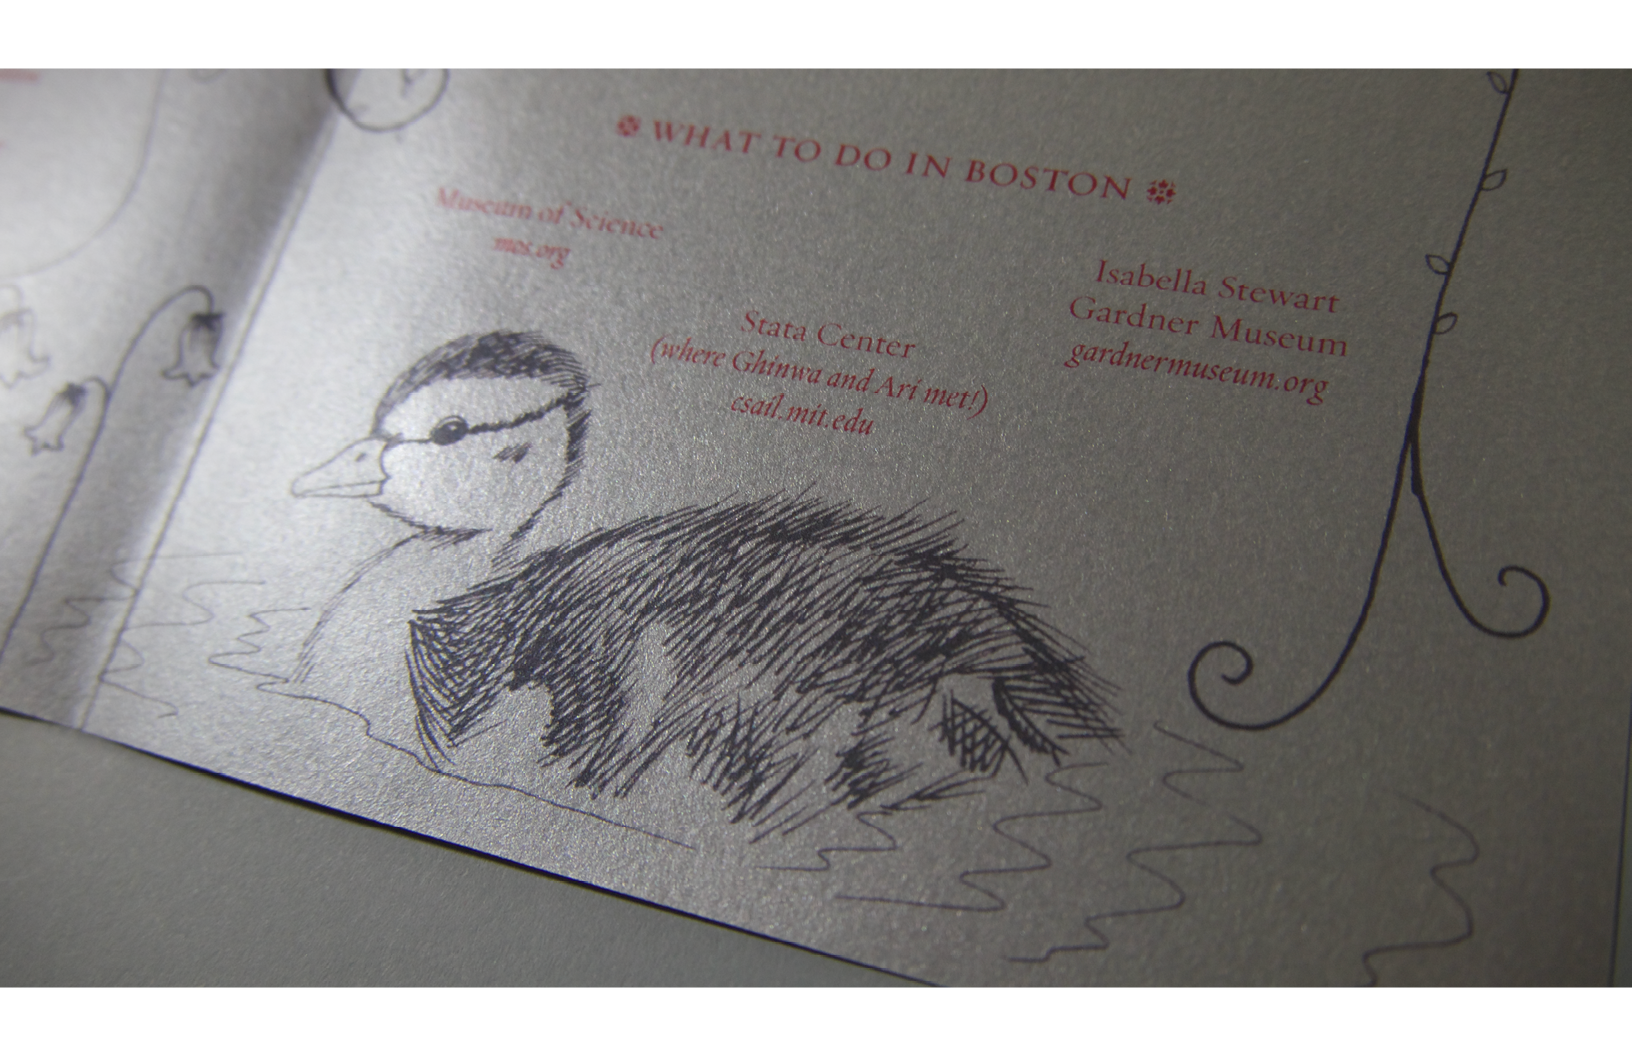 WHAT TO DO IN BOSTON
Museum of Science
mos.org
Stata Center
(where Ghinwa and Ari met!)
csail.mit.edu
Isabella Stewart
Gardner Museum
gardnermuseum.org